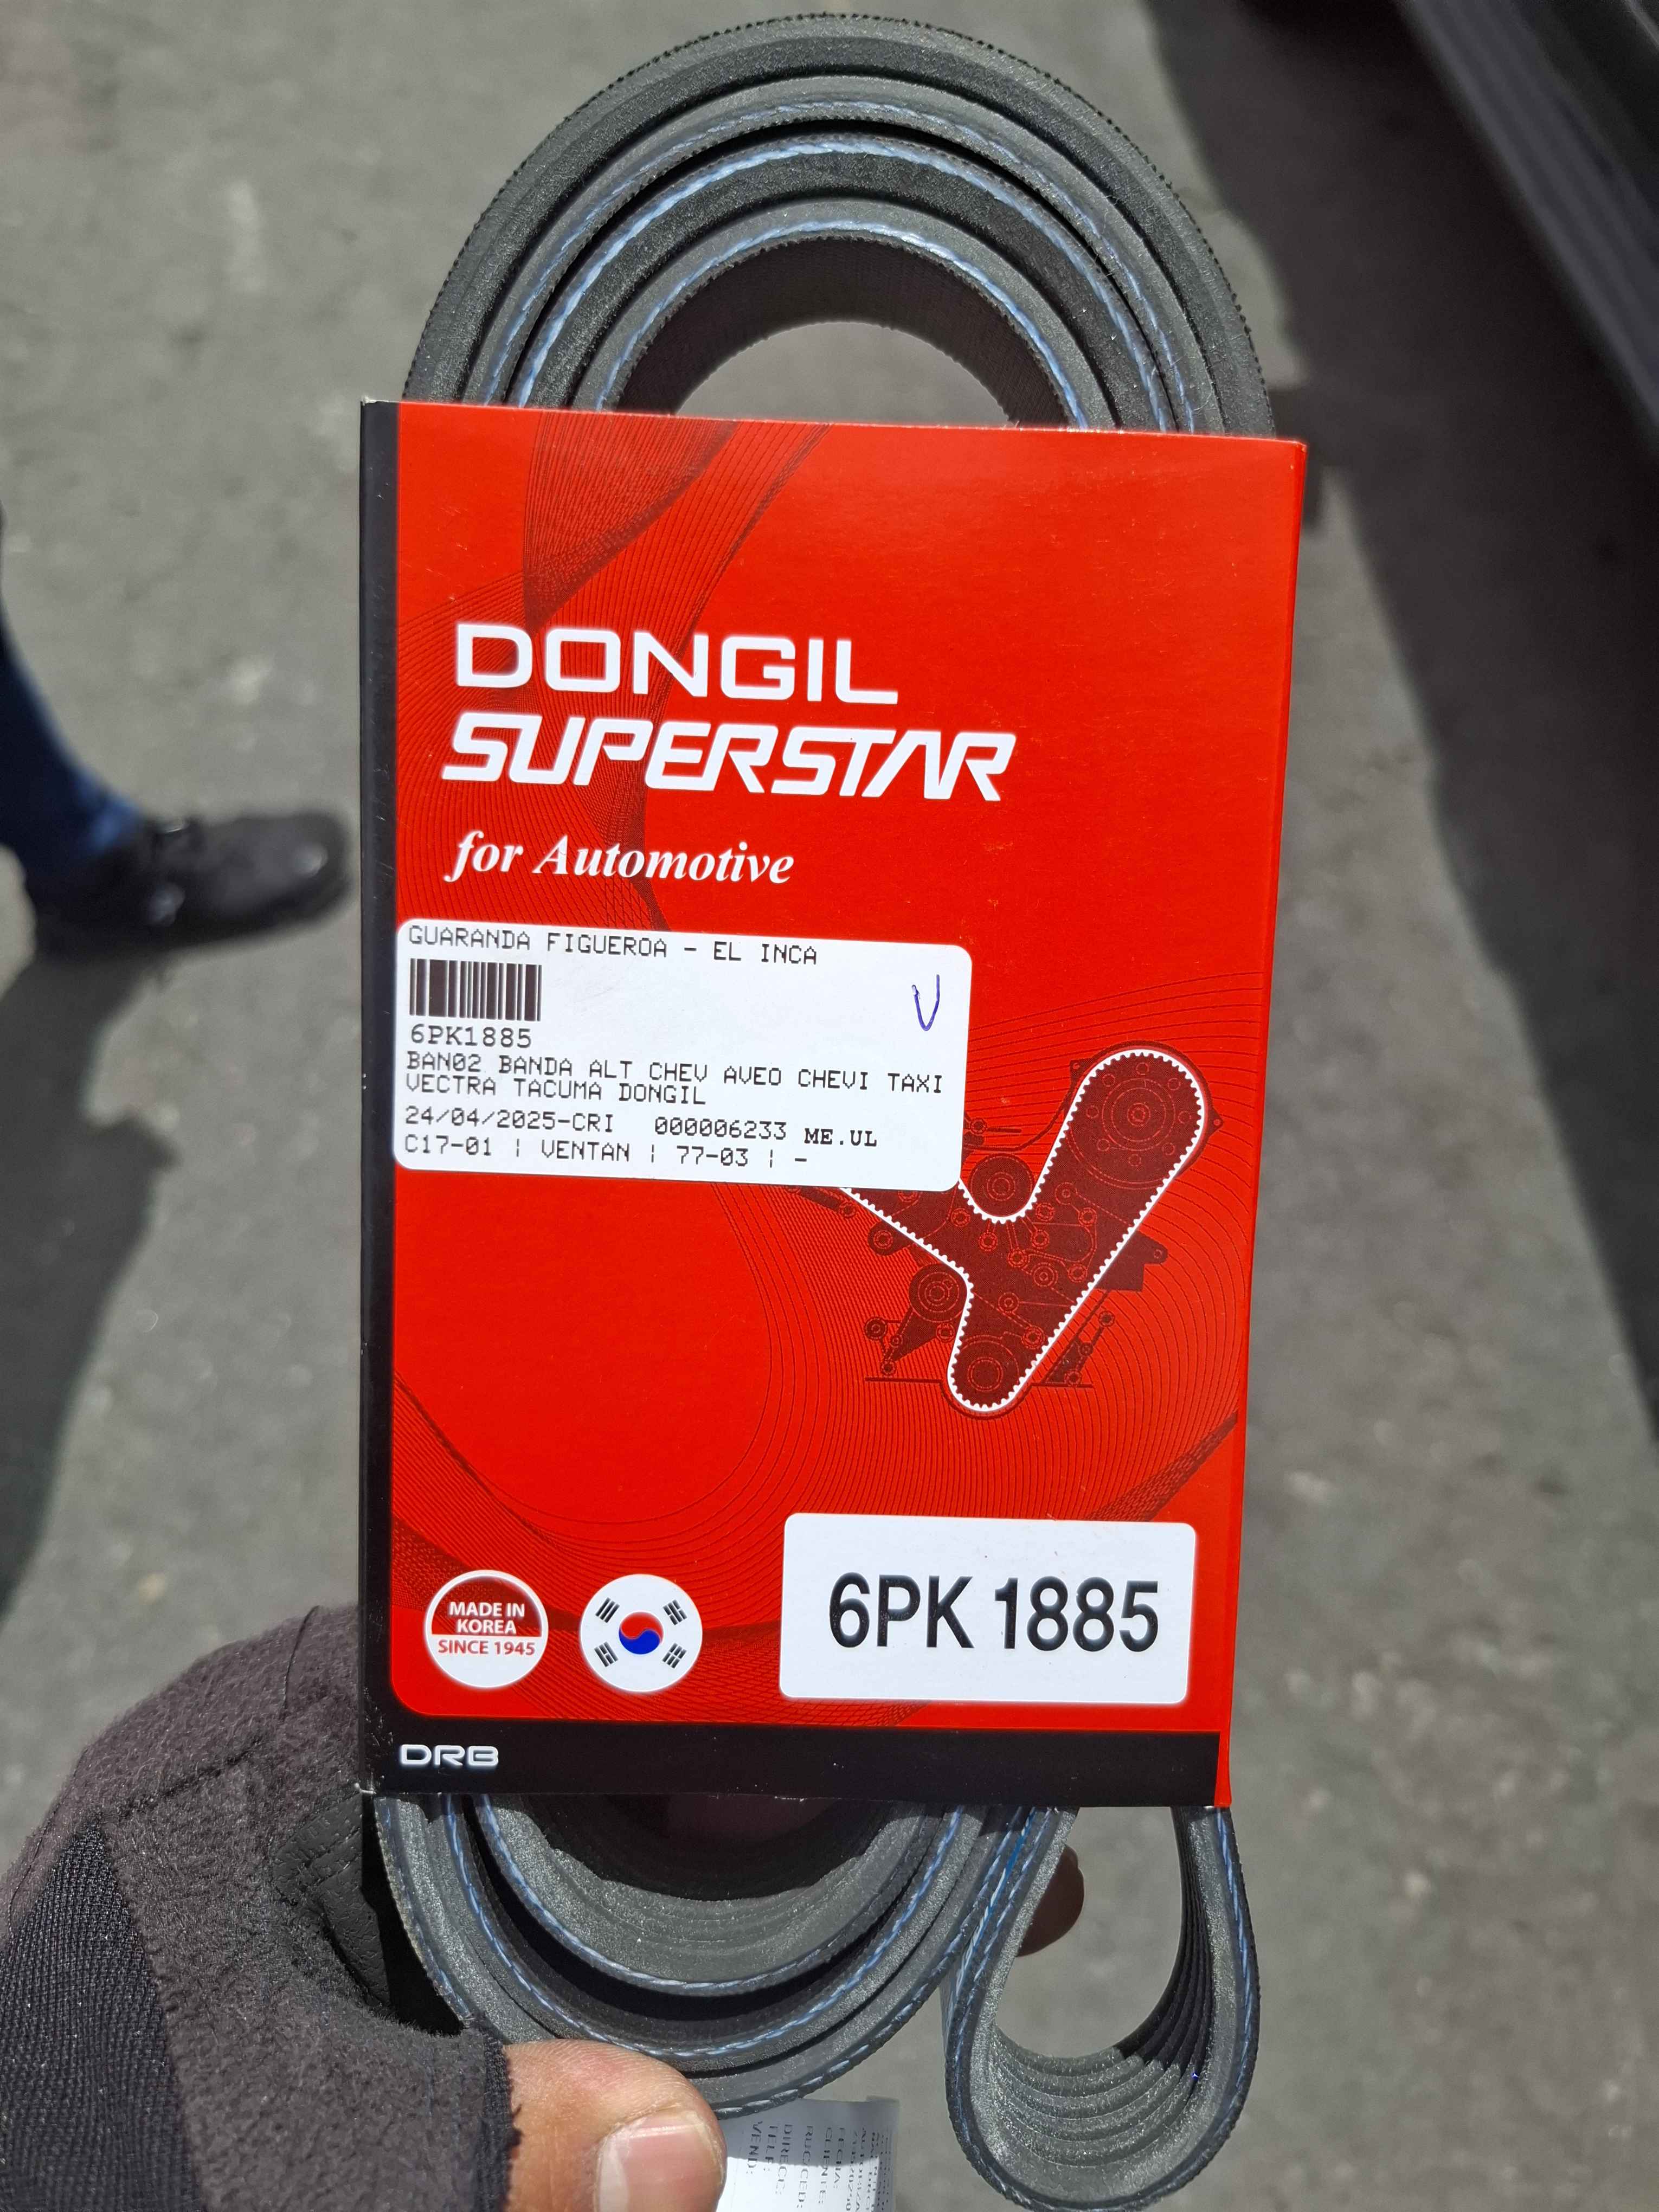 DONGIL
SUPERSTAR
for Automotive
GUARANDA FIGUEROA - EL INCA
V
6PK1885
BAN02 BANDA ALT CHEV AVEO CHEVI TAXI
VECTRA TACUMA DONGIL
24/04/2025-CRI 000006233 ME.UL
C17-01 ¦ VENTAN ¦ 77-03 ¦ -
MADE IN
KOREA
SINCE 1945
6PK 1885
DRB